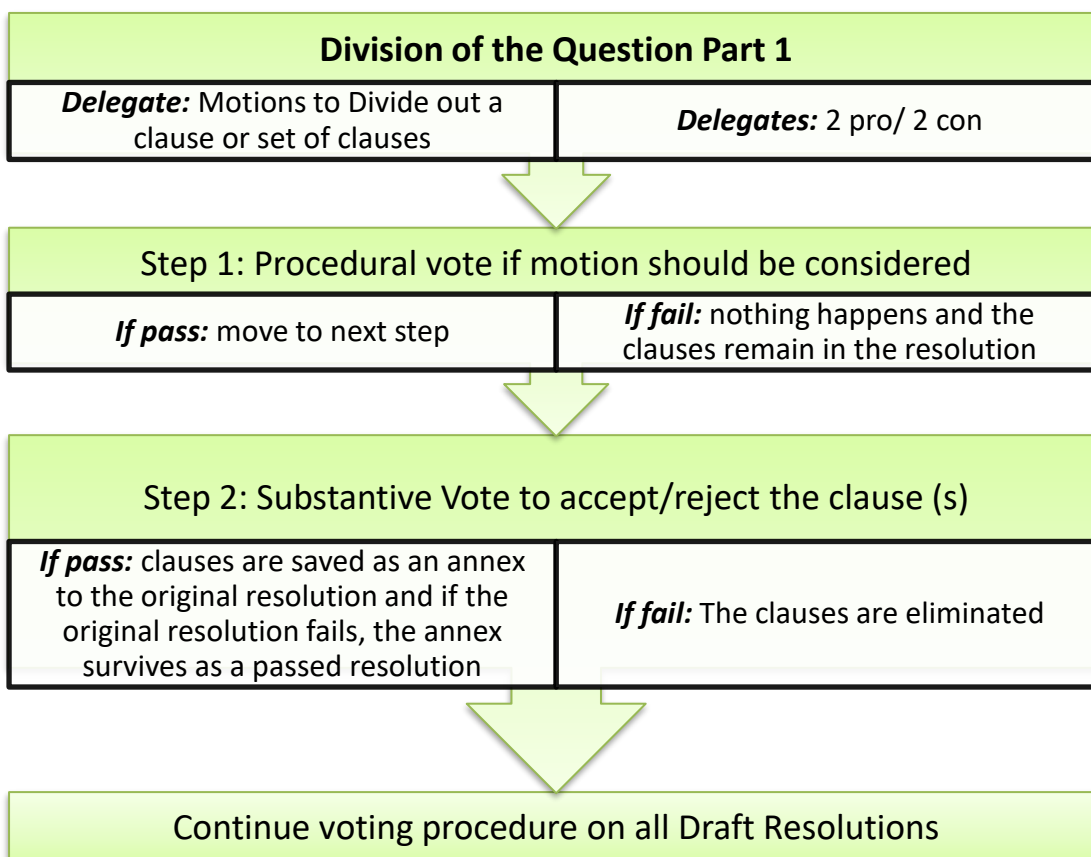 Division of the Question Part 1
Delegate: Motions to Divide out a
clause or set of clauses
Delegates: 2 pro/ 2 con
Step 1: Procedural vote if motion should be considered
If pass: move to next step
If fail: nothing happens and the
clauses remain in the resolution
Step 2: Substantive Vote to accept/reject the clause (s)
If pass: clauses are saved as an annex
to the original resolution and if the
original resolution fails, the annex
survives as a passed resolution
If fail: The clauses are eliminated
Continue voting procedure on all Draft Resolutions